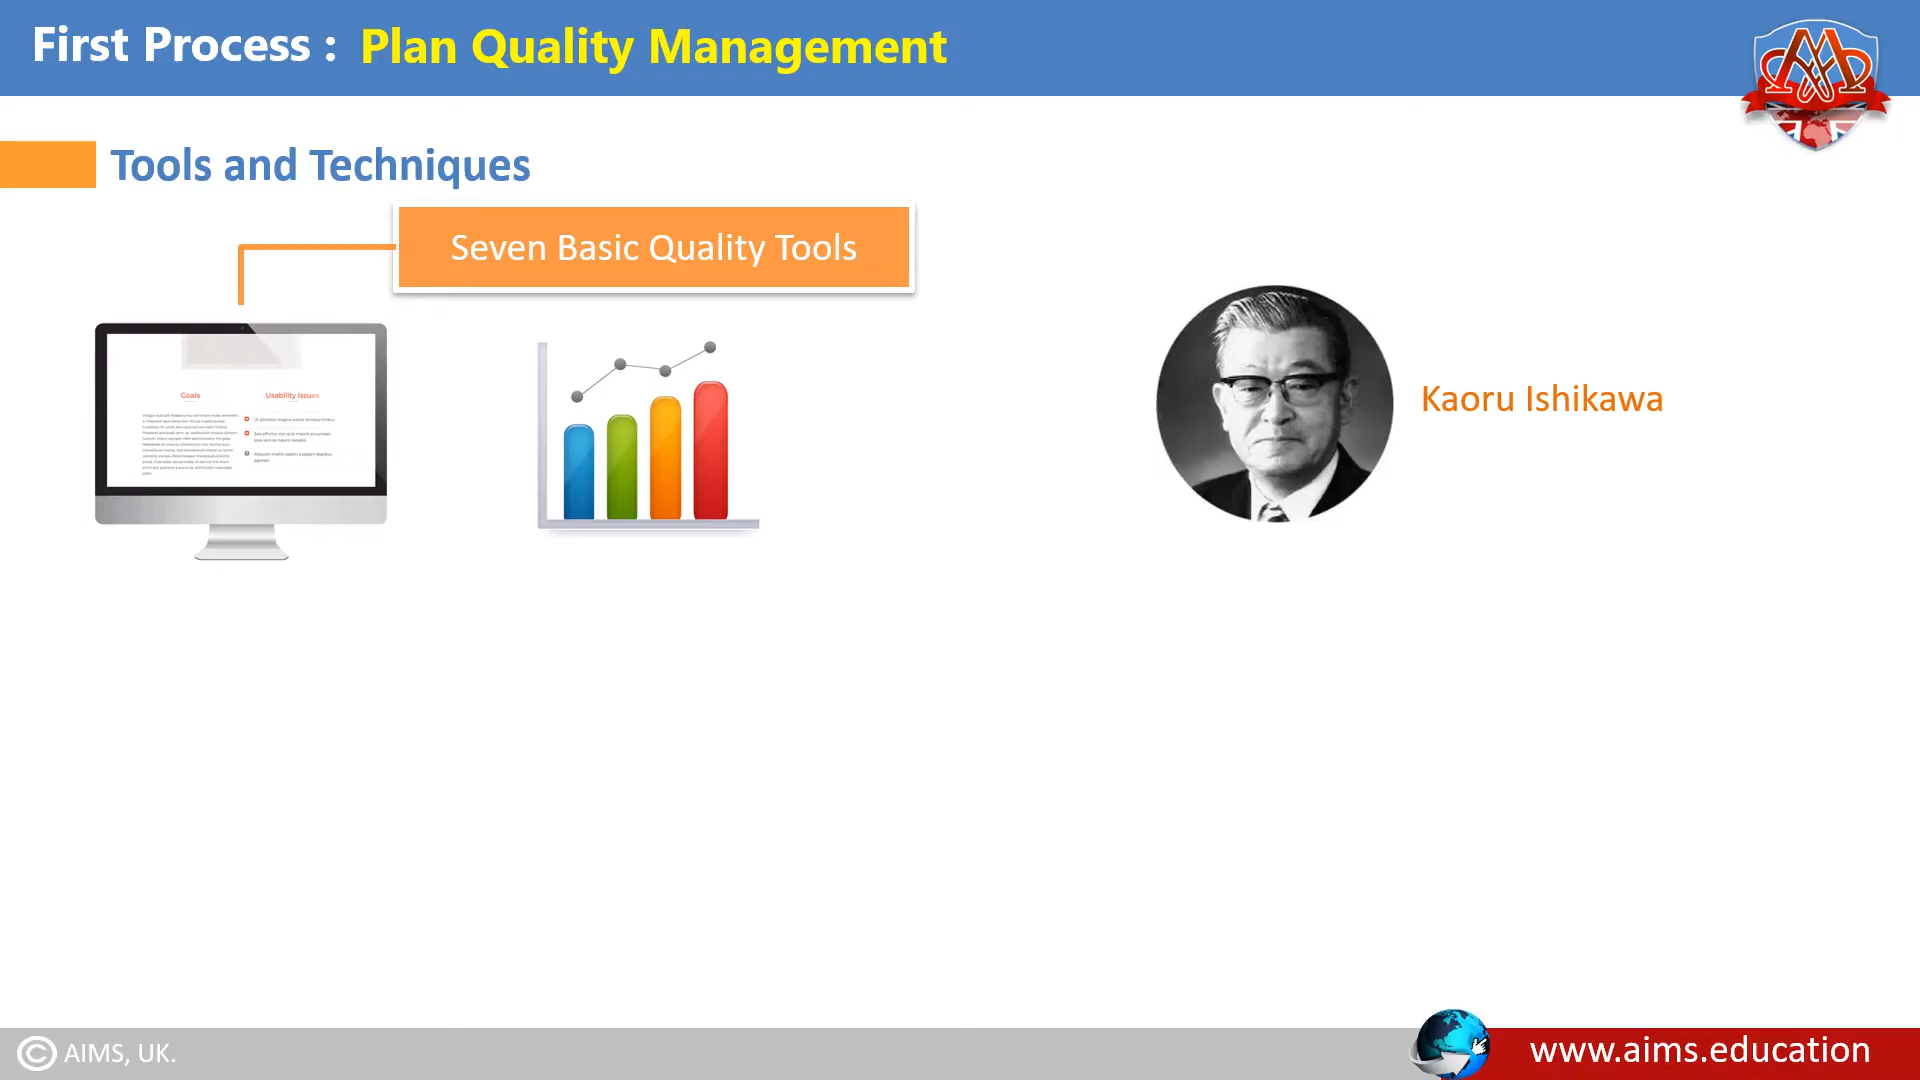 First Process : Plan Quality Management
Tools and Techniques
Seven Basic Quality Tools
Goals
Usability Issues
Kaoru Ishikawa
© AIMS, UK.
www.aims.education